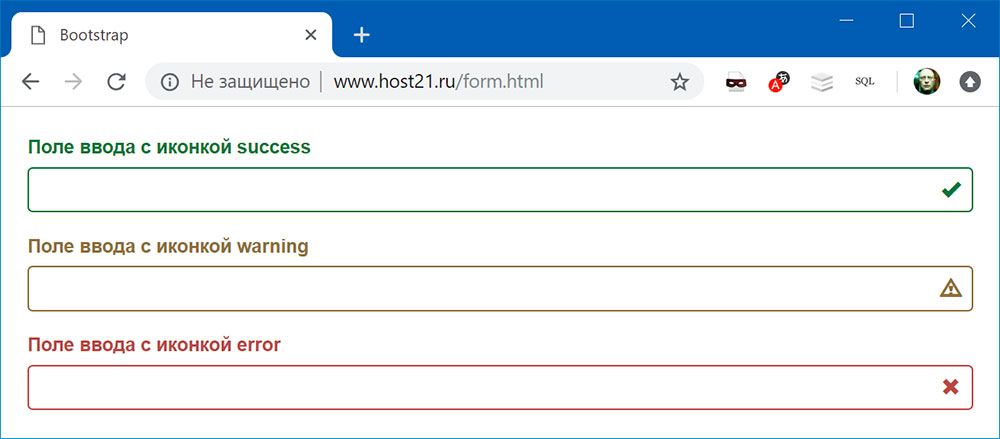 Bootstrap
Не защищено | www.host21.ru/form.html
SQL
Поле ввода с иконкой success
Поле ввода с иконкой warning
Поле ввода с иконкой error